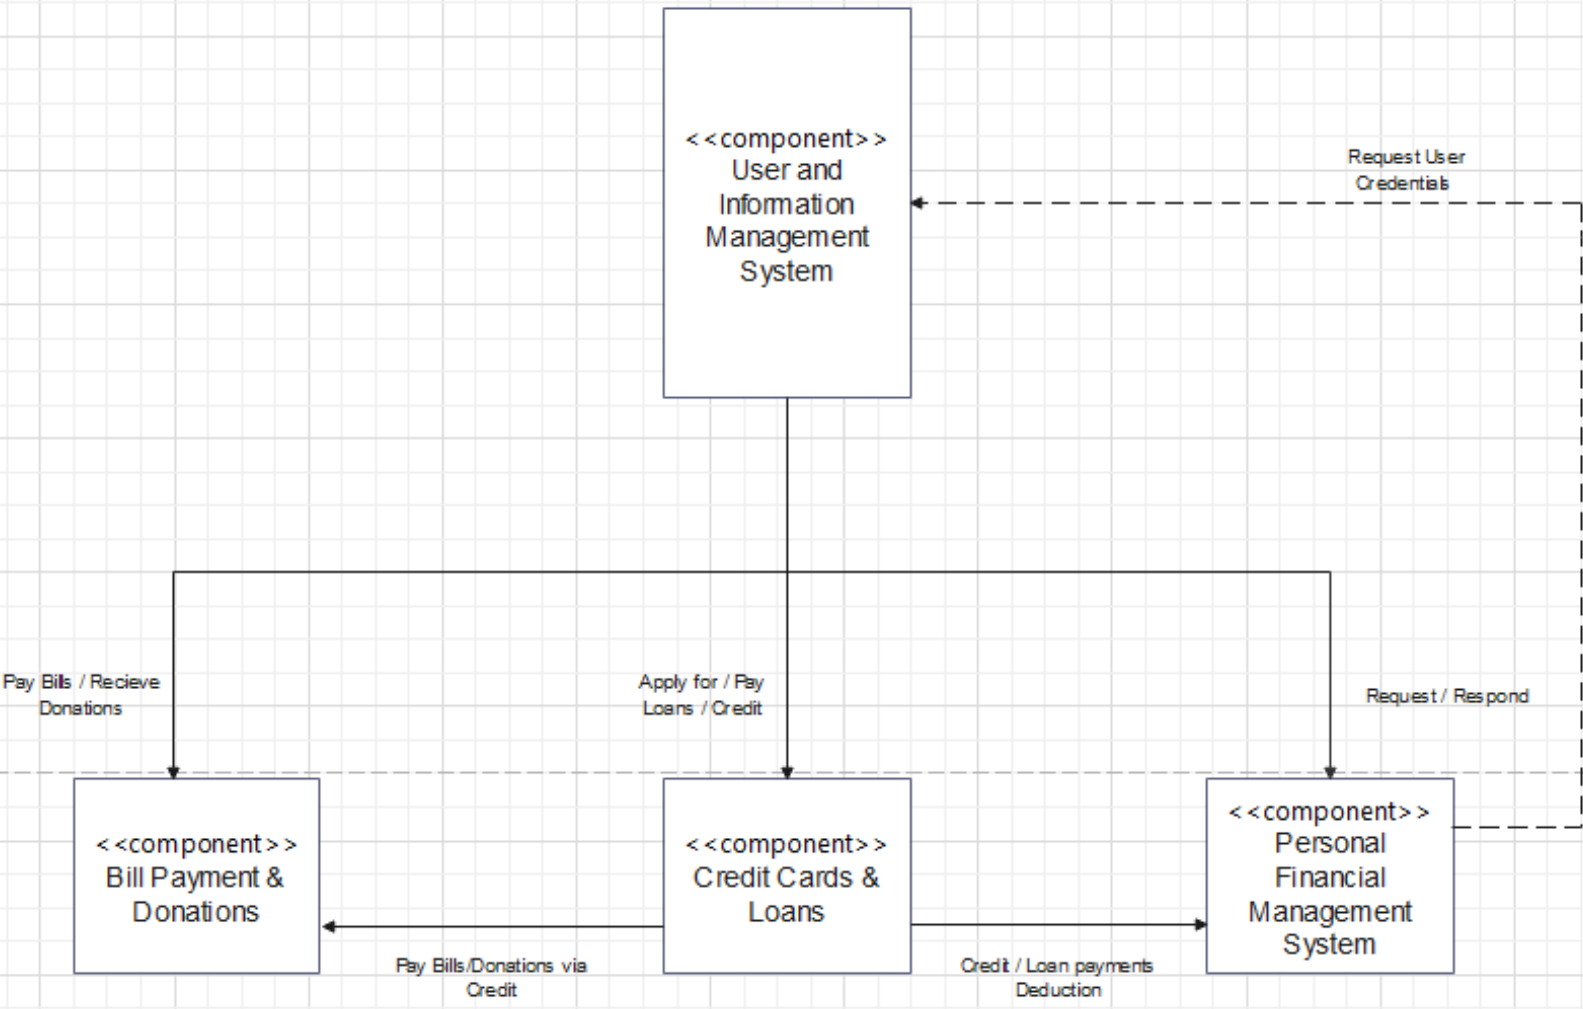 <<component>>
User and
Information
Management
System
Request User
Credentials
Pay Bills / Recieve
Donations
Apply for / Pay
Loans / Credit
Request / Respond
<<component>>
Bill Payment &
Donations
<<component>>
Credit Cards &
Loans
<<component>>
Personal
Financial
Management
System
Pay Bills/Donations via
Credit
Credit / Loan payments
Deduction